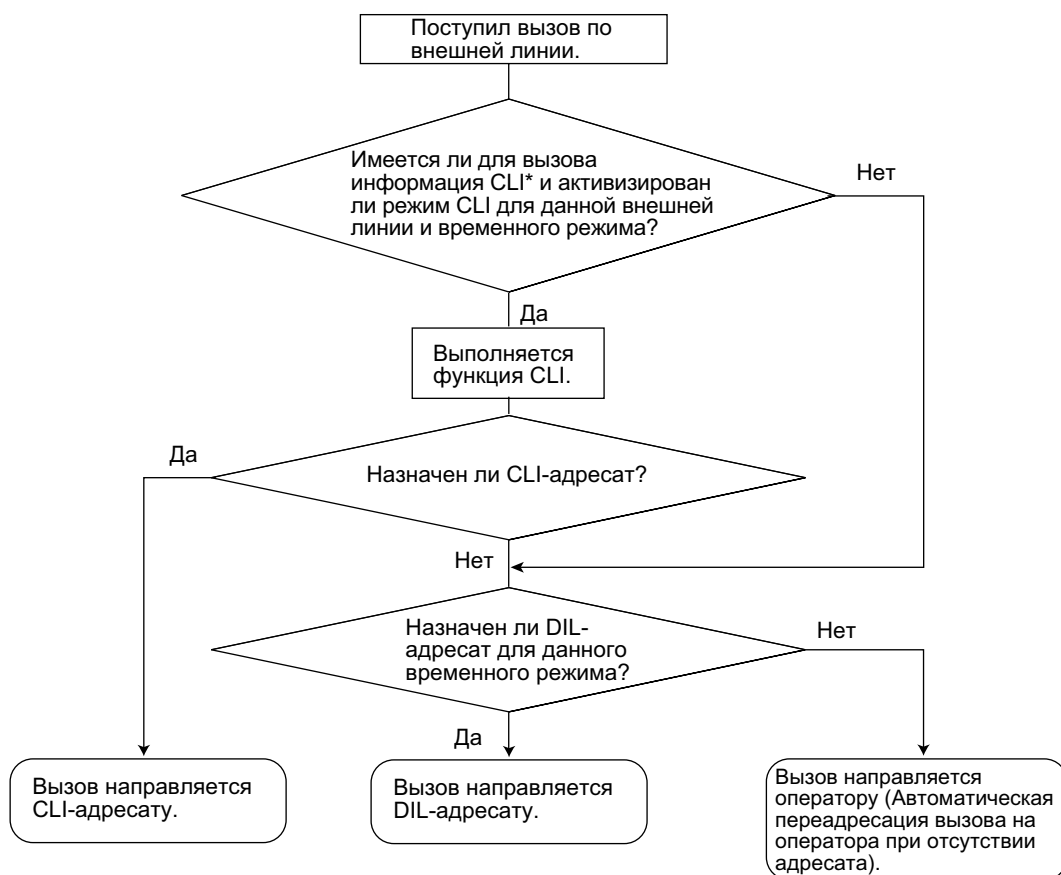 Поступил вызов по
внешней линии.
Имеется ли для вызова
информация CLI* и активизирован
ли режим CLI для данной внешней
линии и временного режима?
Нет
Да
Выполняется
функция CLI.
Да
Назначен ли CLI-адресат?
Нет
Назначен ли DIL-
адресат для данного
временного режима?
Нет
Да
Вызов направляется
CLI-адресату.
Вызов направляется
DIL-адресату.
Вызов направляется
оператору (Автоматическая
переадресация вызова на
оператора при отсутствии
адресата).